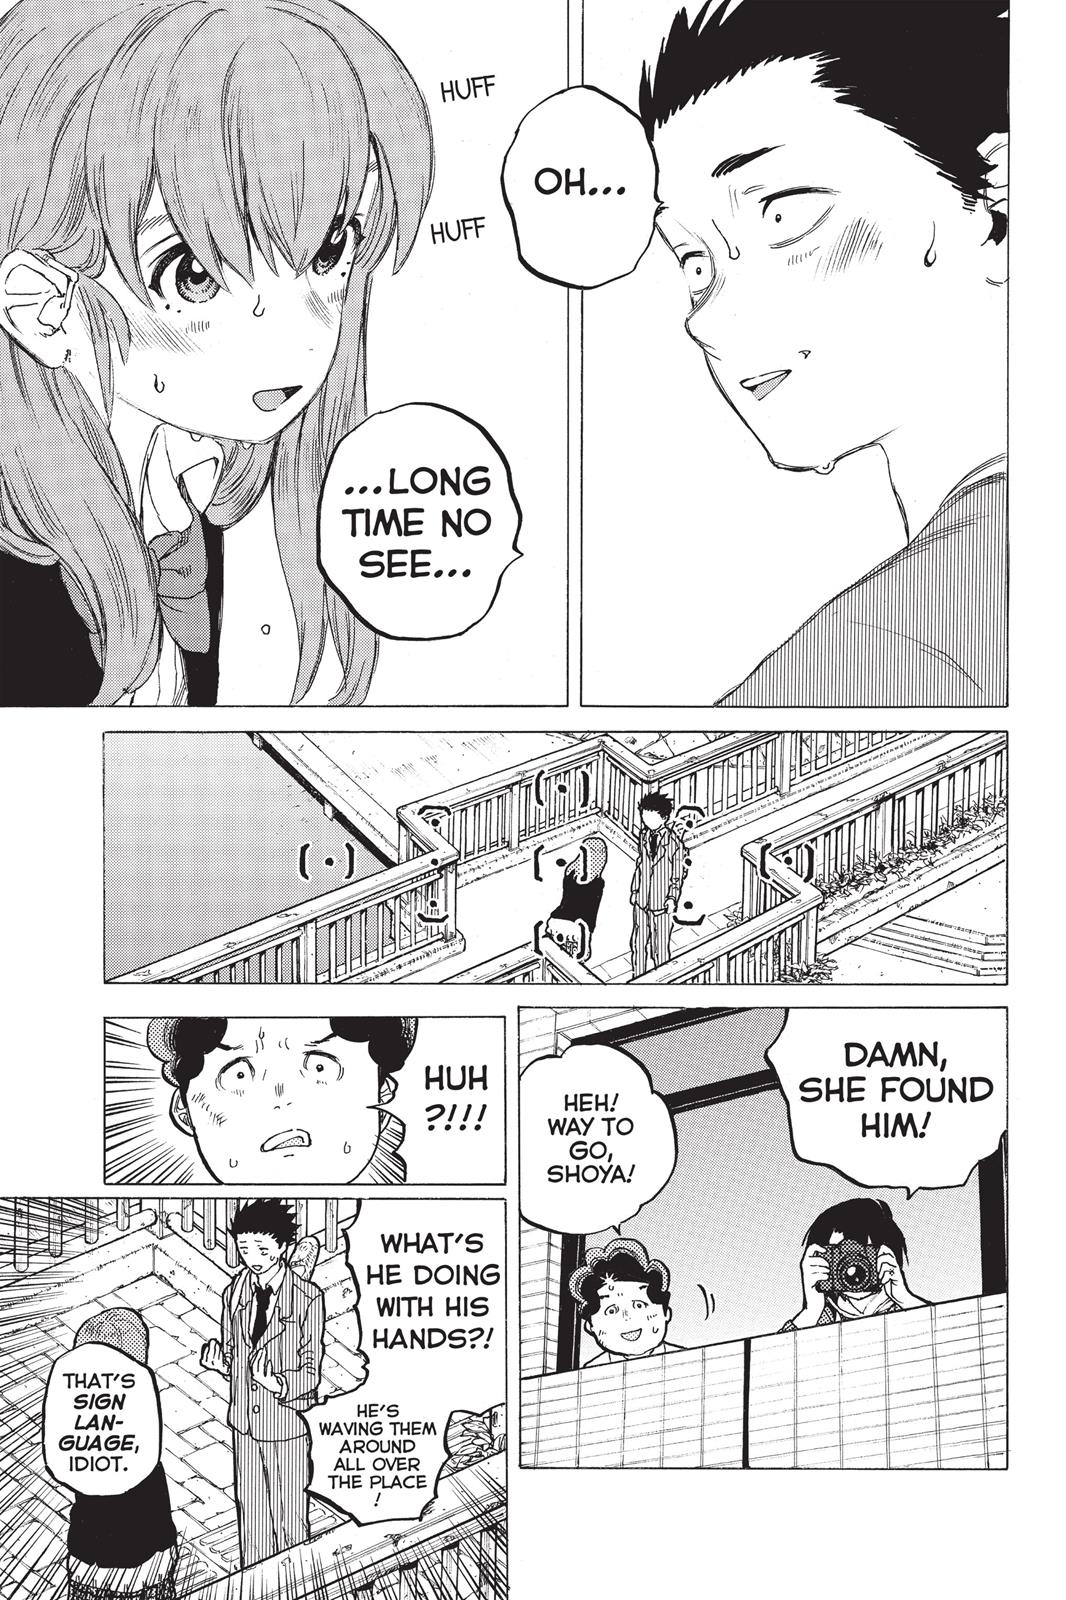 OH...
HUFF
HUFF
...LONG
TIME NO
SEE...
DAMN,
SHE FOUND
HIM!
HEH!
WAY TO
GO,
SHOYA!
HUH
?!!!
WHAT'S
HE DOING
WITH HIS
HANDS?!
HE'S
WAVING THEM
AROUND
ALL OVER
THE PLACE
!
THAT'S
SIGN
LAN-
GUAGE,
IDIOT.